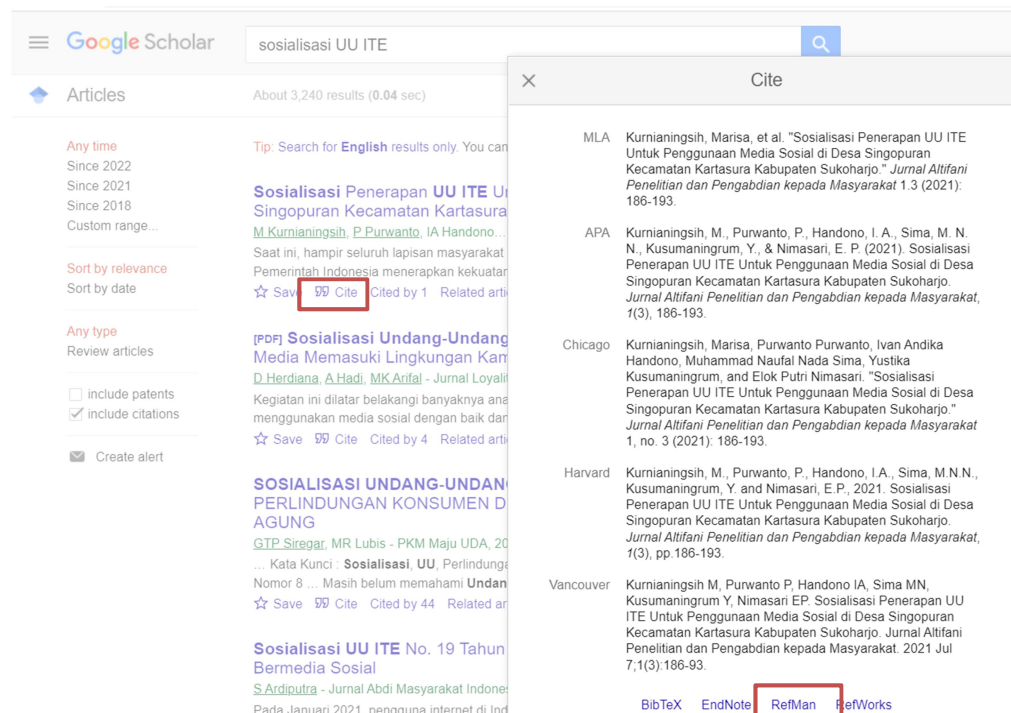 Google Scholar
sosialisasi UU ITE
Articles
About 3,240 results (0.04 sec)
Any time
Since 2022
Since 2021
Since 2018
Custom range...
Sort by relevance
Sort by date
Any type
Review articles
include patents
include citations
Create alert
Tip: Search for English results only. You can
Sosialisasi Penerapan UU ITE
Singopuran Kecamatan Kartasura
M Kurnianingsih, P Purwanto, IA Handono...
Saat ini, hampir seluruh lapisan masyarakat
Pemerintah Indonesia menerapkan kekuatan
Save Cite Cited by 1 Related
[PDF] Sosialisasi Undang-Undang
Media Memasuki Lingkungan
D Herdiana, A Hadi, MK Arifal - Jurnal
Kegiatan ini dilatar belakangi banyaknya
menggunakan media sosial dengan baik
Save Cite Cited by 4 Related
SOSIALISASI
PERLINDUNGAN KONSUMEN
AGUNG
GTP Siregar, MR Lubis - PKM Maju UDA,
... Kata Kunci : Sosialisasi, UU,
Nomor 8 ... Masih belum memahami
Save Cite Cited by 44 Related
Sosialisasi UU ITE No. 19 Tahun
Bermedia Sosial
S Ardiputra - Jurnal Abdi Masyarakat
Pada Januari 2021, pengguna internet di
Cite
MLA Kurnianingsih, Marisa, et al. "Sosialisasi Penerapan UU ITE
Untuk Penggunaan Media Sosial di Desa Singopuran
Kecamatan Kartasura Kabupaten Sukoharjo." Jurnal Altifani
Penelitian dan Pengabdian kepada Masyarakat 1.3 (2021):
186-193.
APA Kurnianingsih, M., Purwanto, P., Handono, I. A., Sima, M. N.
N., Kusumaningrum, Y., & Nimasari, E. P. (2021). Sosialisasi
Penerapan UU ITE Untuk Penggunaan Media Sosial di Desa
Singopuran Kecamatan Kartasura Kabupaten Sukoharjo.
Jurnal Altifani Penelitian dan Pengabdian kepada Masyarakat,
1(3), 186-193.
Chicago Kurnianingsih, Marisa, Purwanto Purwanto, Ivan Andika
Handono, Muhammad Naufal Nada Sima, Yustika
Kusumaningrum, and Elok Putri Nimasari. "Sosialisasi
Penerapan UU ITE Untuk Penggunaan Media Sosial di Desa
Singopuran Kecamatan Kartasura Kabupaten Sukoharjo."
Jurnal Altifani Penelitian dan Pengabdian kepada Masyarakat
1, no. 3 (2021): 186-193.
Harvard Kurnianingsih, M., Purwanto, P., Handono, I.A., Sima, M.N.N.,
Kusumaningrum, Y. and Nimasari, E.P., 2021. Sosialisasi
Penerapan UU ITE Untuk Penggunaan Media Sosial di Desa
Singopuran Kecamatan Kartasura Kabupaten Sukoharjo.
Jurnal Altifani Penelitian dan Pengabdian kepada Masyarakat,
1(3), pp.186-193.
Vancouver Kurnianingsih M, Purwanto P, Handono IA, Sima MN,
Kusumaningrum Y, Nimasari EP. Sosialisasi Penerapan UU
ITE Untuk Penggunaan Media Sosial di Desa Singopuran
Kecamatan Kartasura Kabupaten Sukoharjo. Jurnal Altifani
Penelitian dan Pengabdian kepada Masyarakat. 2021 Jul
7;1(3):186-93.
BibTeX EndNote RefMan RefWorks